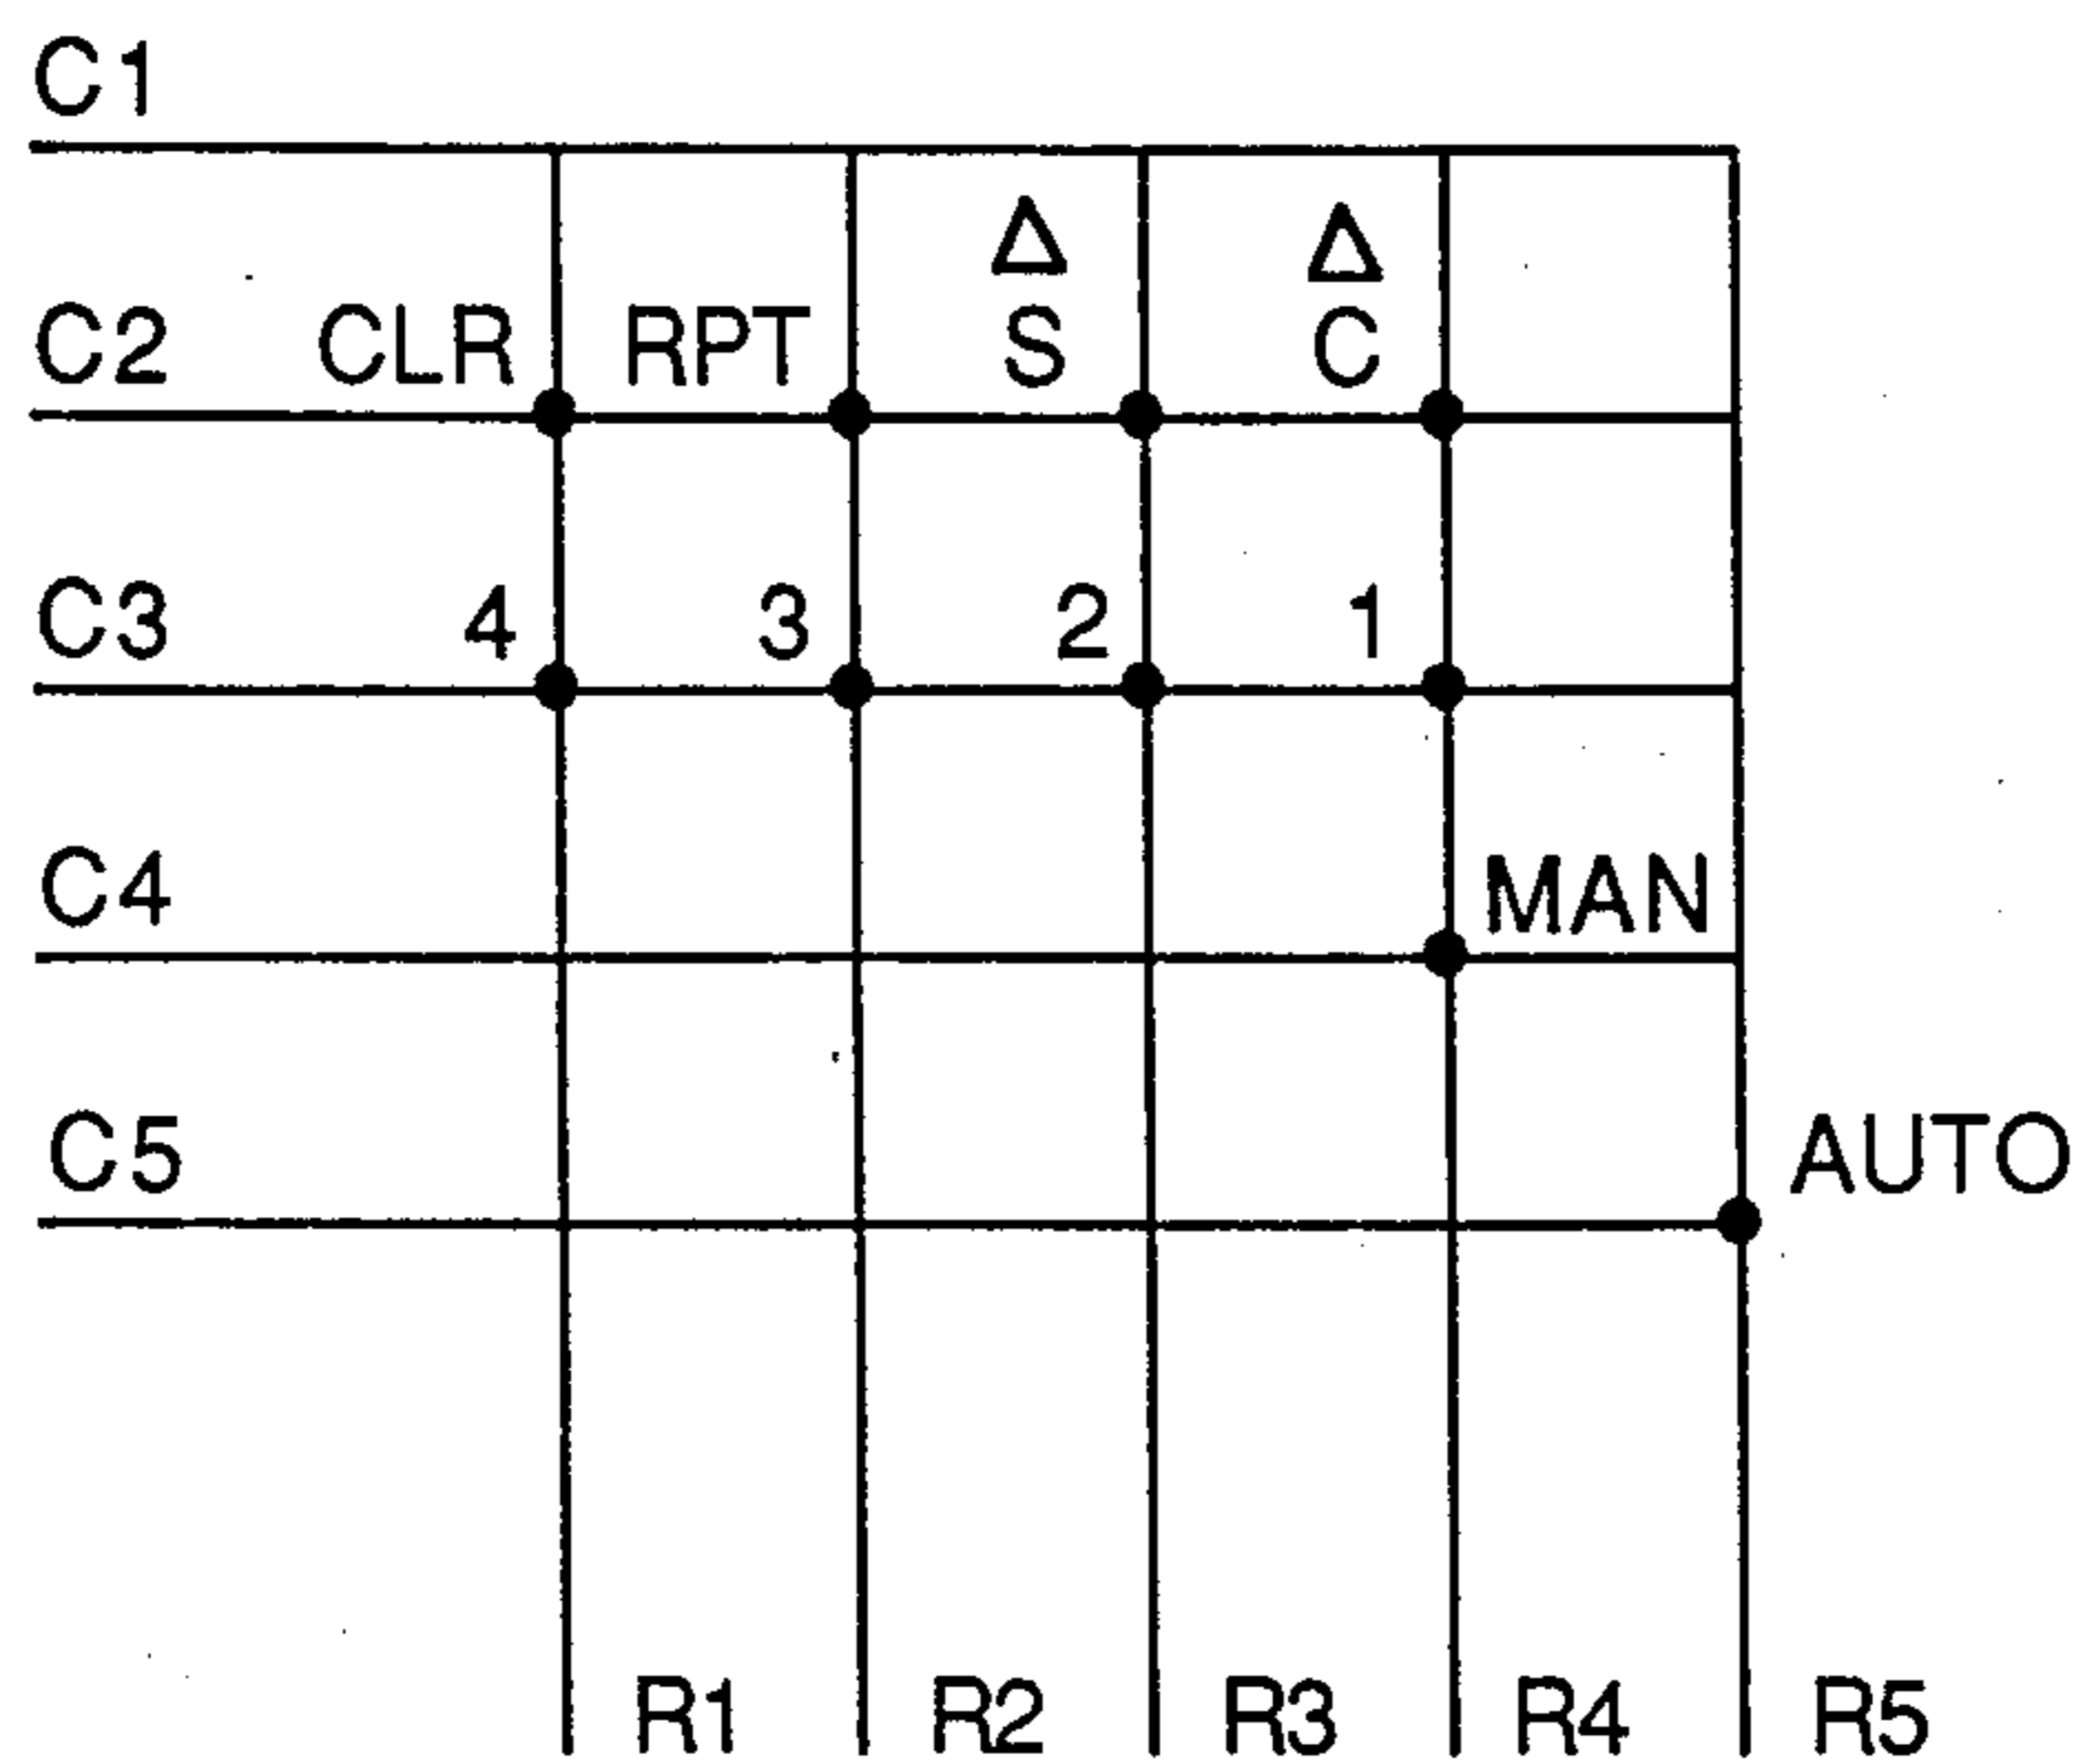 C1
Δ Δ
C2 CLR RPT S C
C3 4 3 2 1
C4 MAN
C5 AUTO
R1 R2 R3 R4 R5